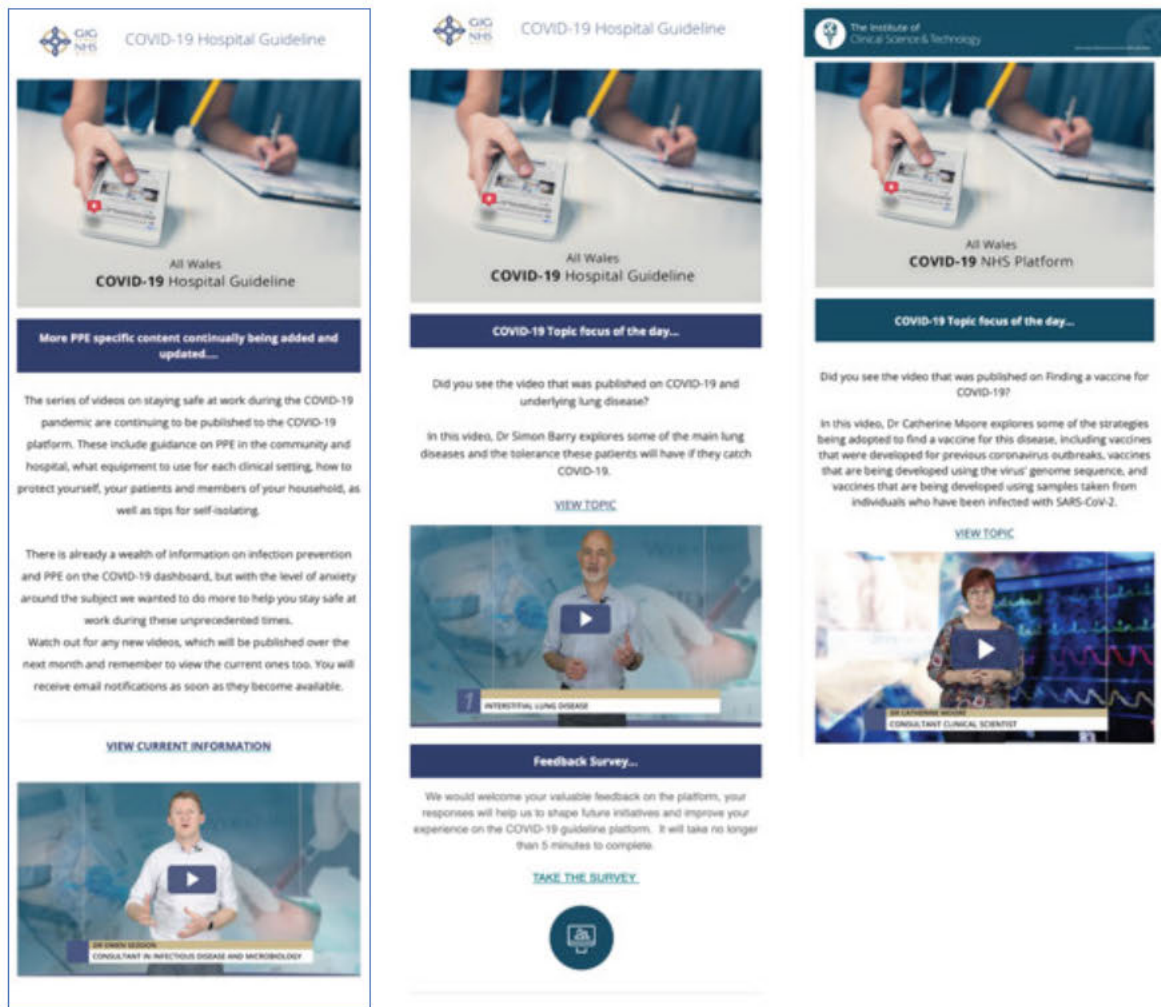 GIG
NHS
COVID-19 Hospital Guideline
All Wales
COVID-19 Hospital Guideline
More PPE specific content continually being added and
updated....
The series of videos on staying safe at work during the COVID-19
pandemic are continuing to be published to the COVID-19
platform. These include guidance on PPE in the community and
hospital, what equipment to use for each clinical setting, how to
protect yourself, your patients and members of your household, as
well as tips for self-isolating.
There is already a wealth of information on infection prevention
and PPE on the COVID-19 dashboard, but with the level of anxiety
around the subject we wanted to do more to help you stay safe at
work during these unprecedented times.
Watch out for any new videos, which will be published over the
next month and remember to view the current ones too. You will
receive email notifications as soon as they become available.
VIEW CURRENT INFORMATION
DR OWEN SEDDON
CONSULTANT IN INFECTIOUS DISEASE AND MICROBIOLOGY
GIG
NHS
COVID-19 Hospital Guideline
All Wales
COVID-19 Hospital Guideline
COVID-19 Topic focus of the day...
Did you see the video that was published on COVID-19 and
underlying lung disease?
In this video, Dr Simon Barry explores some of the main lung
diseases and the tolerance these patients will have if they catch
COVID-19.
VIEW TOPIC
1
INTERSTITIAL LUNG DISEASE
Feedback Survey...
We would welcome your valuable feedback on the platform, your
responses will help us to shape future initiatives and improve your
experience on the COVID-19 guideline platform. It will take no longer
than 5 minutes to complete.
TAKE THE SURVEY
The Institute of
Clinical Science & Technology
All Wales
COVID-19 NHS Platform
COVID-19 Topic focus of the day...
Did you see the video that was published on Finding a vaccine for
COVID-19?
In this video, Dr Catherine Moore explores some of the strategies
being adopted to find a vaccine for this disease, including vaccines
that were developed for previous coronavirus outbreaks, vaccines
that are being developed using the virus' genome sequence, and
vaccines that are being developed using samples taken from
individuals who have been infected with SARS-CoV-2.
VIEW TOPIC
DR CATHERINE MOORE
CONSULTANT CLINICAL SCIENTIST